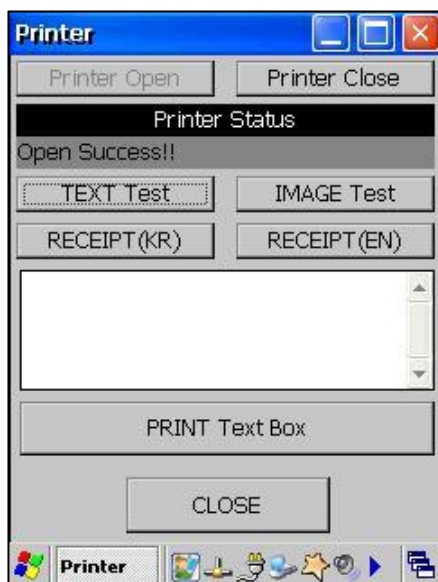 Printer
Printer Open Printer Close
Printer Status
Open Success!!
TEXT Test IMAGE Test
RECEIPT(KR) RECEIPT(EN)
PRINT Text Box
CLOSE
Printer